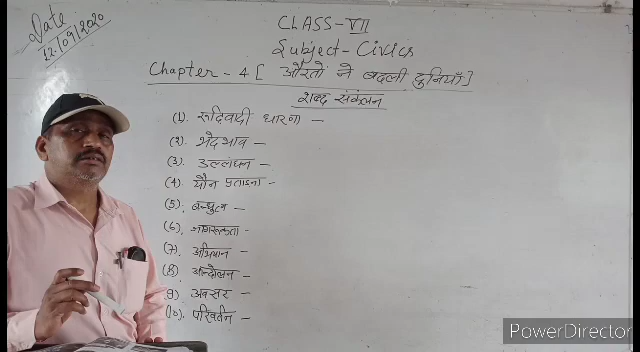 Date
12/09/2020
CLASS-VII
Subject-Civics
Chapter-4 [ औरतों ने बदली दुनियाँ ]
शब्द संकलन
(1). रूढ़िवादी धारणा –
(2). भेदभाव –
(3). उल्लंघन –
(4). यौन प्रताड़ना –
(5). बन्धुत्व –
(6). जागरूकता –
(7). अभियान –
(8). आन्दोलन –
(9). अवसर –
(10). परिवर्तन –
PowerDirector